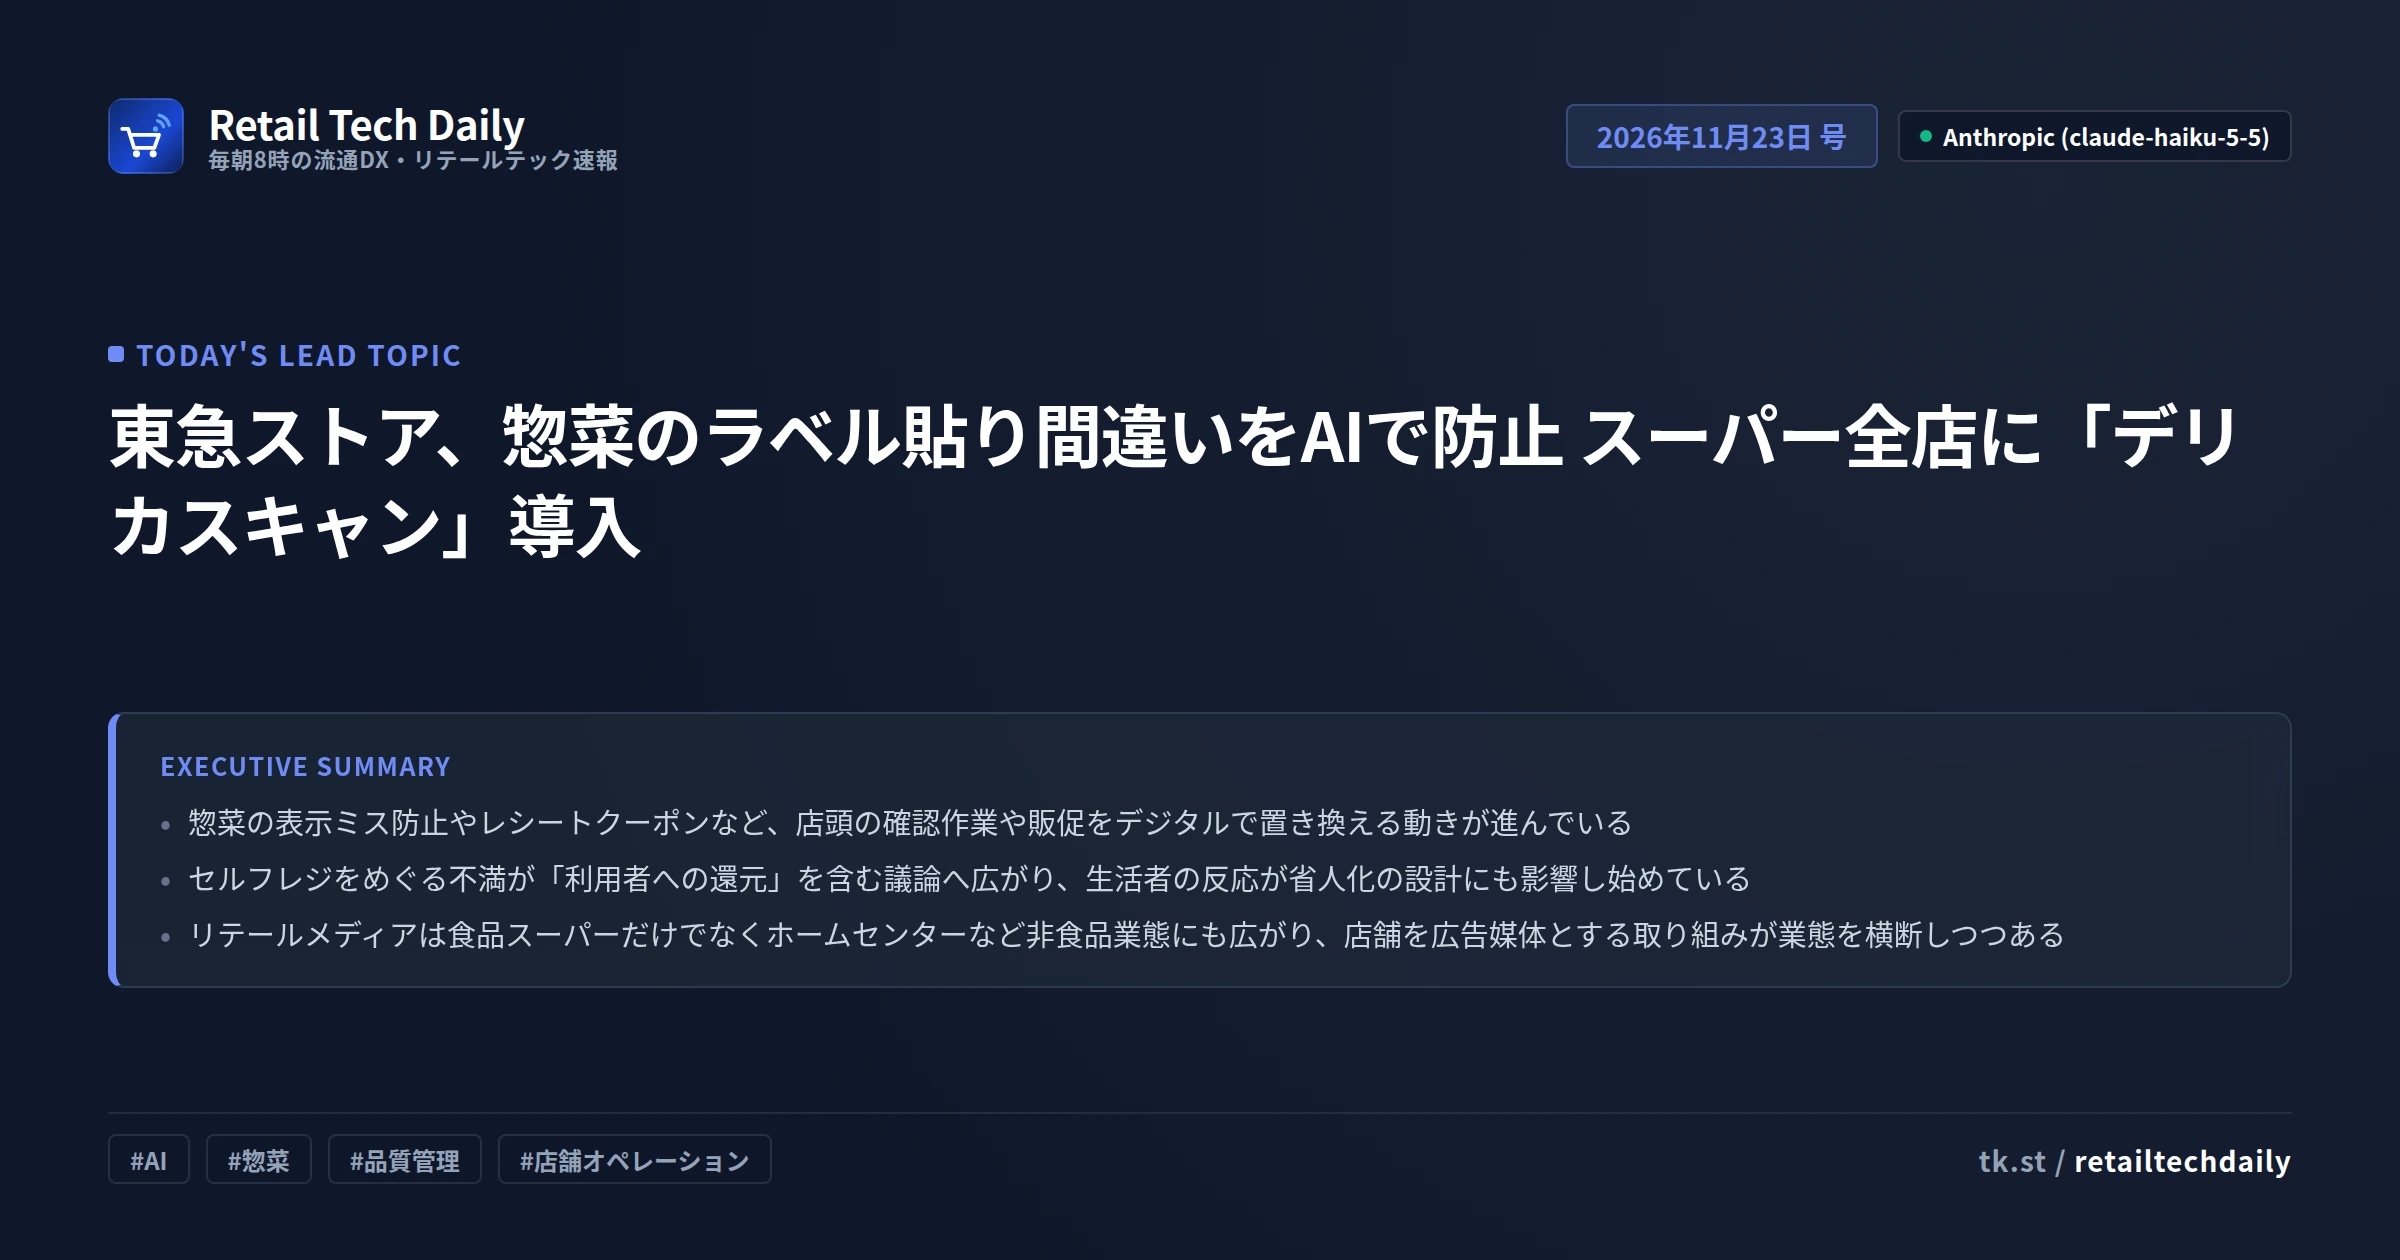 Retail Tech Daily
毎朝8時の流通DX・リテールテック速報
2026年11月23日 号
Anthropic (claude-haiku-5-5)
TODAY'S LEAD TOPIC
東急ストア、惣菜のラベル貼り間違いをAIで防止 スーパー全店に「デリ
カスキャン」導入
EXECUTIVE SUMMARY
• 惣菜の表示ミス防止やレシートクーポンなど、店頭の確認作業や販促をデジタルで置き換える動きが進んでいる
• セルフレジをめぐる不満が「利用者への還元」を含む議論へ広がり、生活者の反応が省人化の設計にも影響し始めている
• リテールメディアは食品スーパーだけでなくホームセンターなど非食品業態にも広がり、店舗を広告媒体とする取り組みが業態を横断しつつある
#AI
#惣菜
#品質管理
#店舗オペレーション
tk.st / retailtechdaily